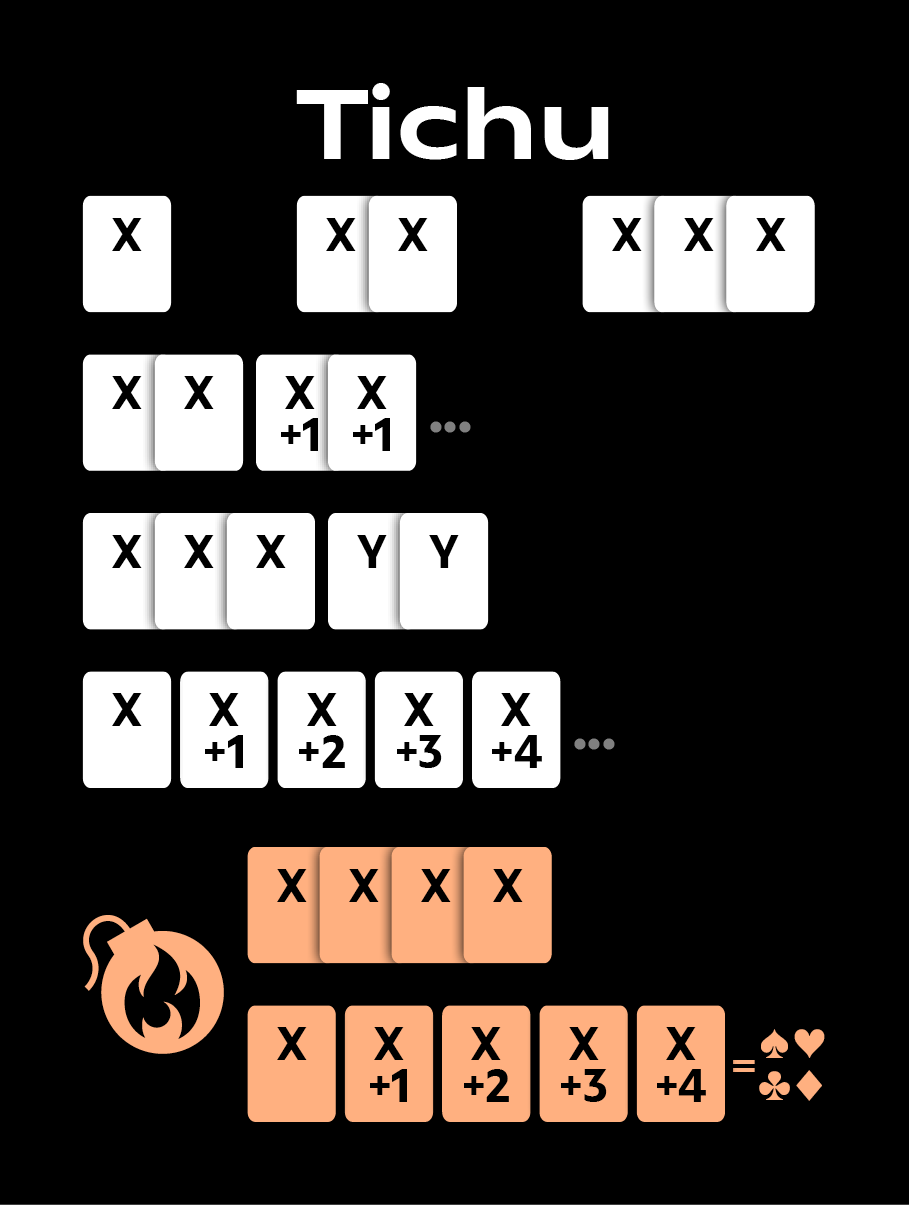 Tichu
X X X X X X
X X X +1 X +1 ...
X X X Y Y
X X +1 X +2 X +3 X +4 ...
X X X X
X X +1 X +2 X +3 X +4 =♠♥♣♦